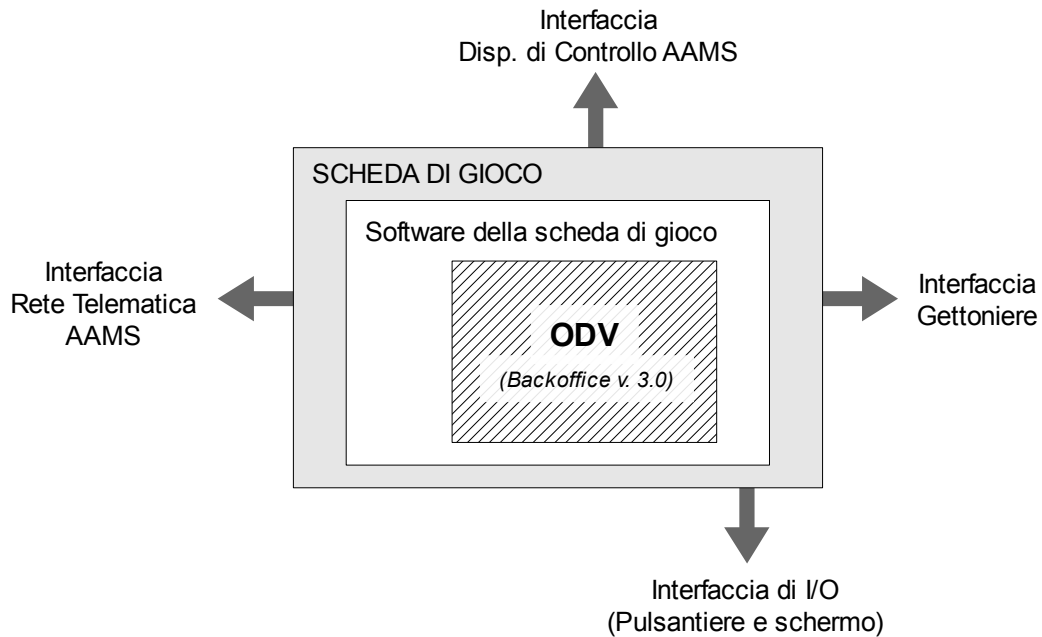 Interfaccia
Disp. di Controllo AAMS
SCHEDA DI GIOCO
Software della scheda di gioco
Interfaccia
Rete Telematica
AAMS
ODV
(Backoffice v. 3.0)
Interfaccia
Gettoniere
Interfaccia di I/O
(Pulsantiere e schermo)